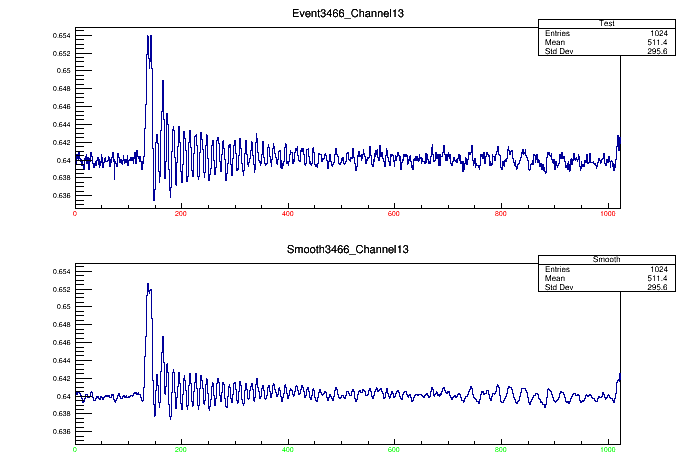 Event3466_Channel13
Test
Entries 1024
Mean 511.4
Std Dev 295.6
0.654
0.652
0.65
0.648
0.646
0.644
0.642
0.64
0.638
0.636
0 200 400 600 800 1000
Smooth3466_Channel13
Smooth
Entries 1024
Mean 511.4
Std Dev 295.6
0.654
0.652
0.65
0.648
0.646
0.644
0.642
0.64
0.638
0.636
0 200 400 600 800 1000